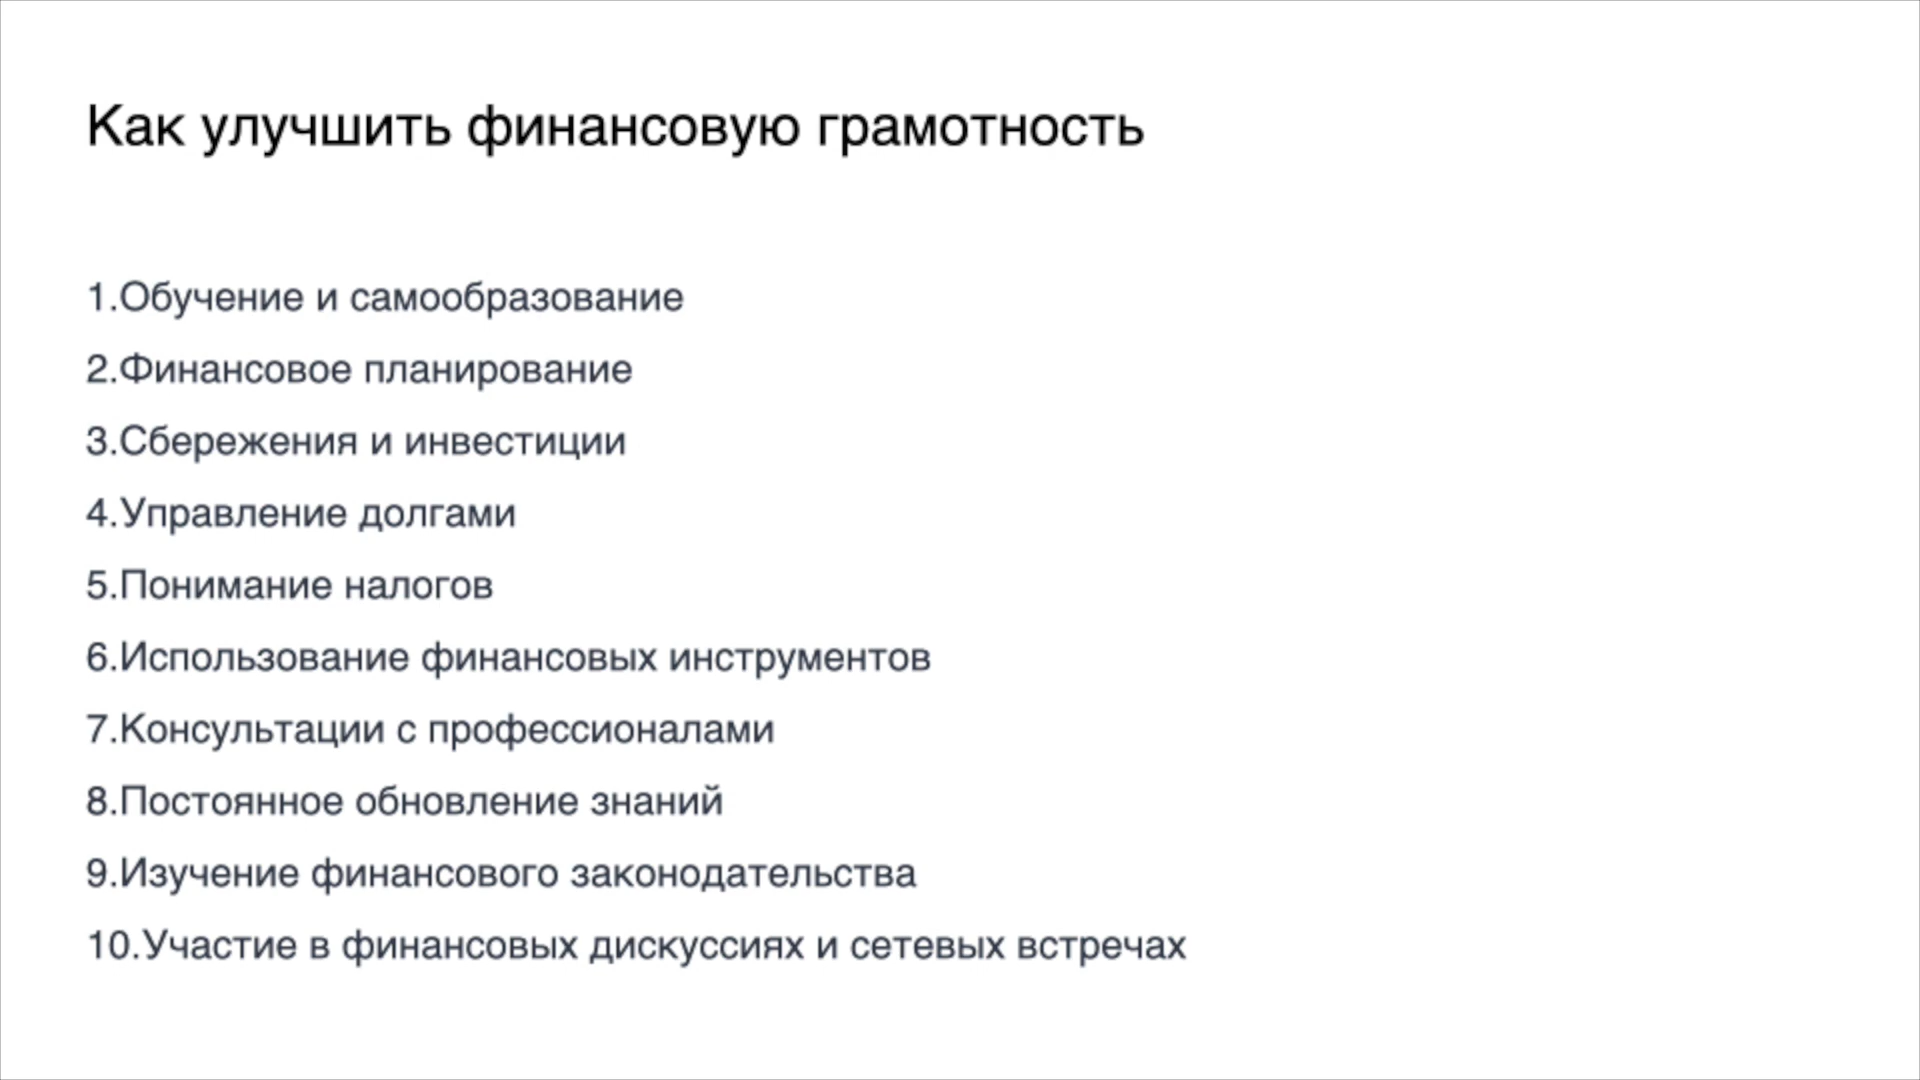 Как улучшить финансовую грамотность
1.Обучение и самообразование
2.Финансовое планирование
3.Сбережения и инвестиции
4.Управление долгами
5.Понимание налогов
6.Использование финансовых инструментов
7.Консультации с профессионалами
8.Постоянное обновление знаний
9.Изучение финансового законодательства
10.Участие в финансовых дискуссиях и сетевых встречах